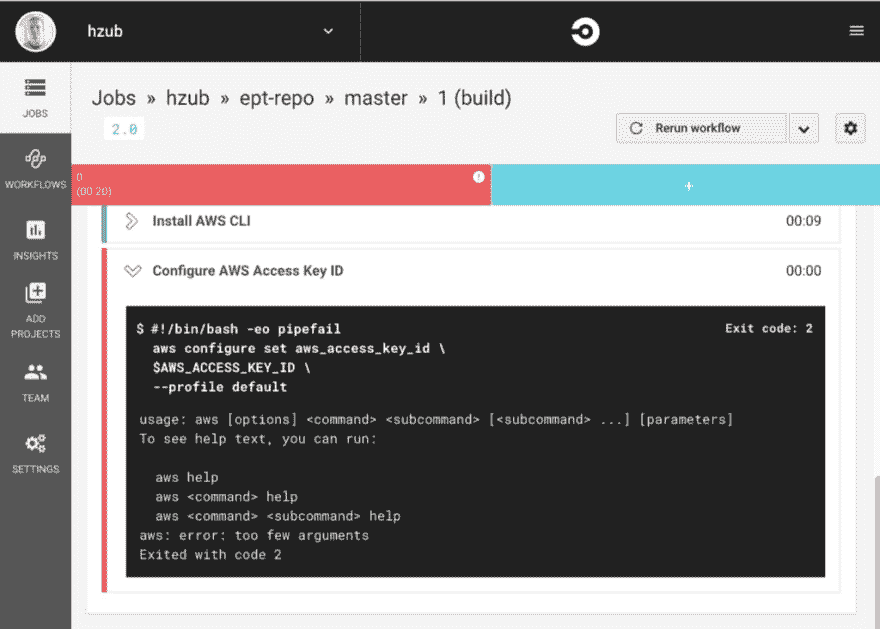 hzub
JOBS
WORKFLOWS
INSIGHTS
ADD
PROJECTS
TEAM
SETTINGS
Jobs » hzub » ept-repo » master » 1 (build)
2.0
Rerun workflow
0
(00:20)
Install AWS CLI 00:09
Configure AWS Access Key ID 00:00
$ #!/bin/bash -eo pipefail Exit code: 2
aws configure set aws_access_key_id \
$AWS_ACCESS_KEY_ID \
--profile default
usage: aws [options] <command> <subcommand> [<subcommand> ...] [parameters]
To see help text, you can run:
aws help
aws <command> help
aws <command> <subcommand> help
aws: error: too few arguments
Exited with code 2